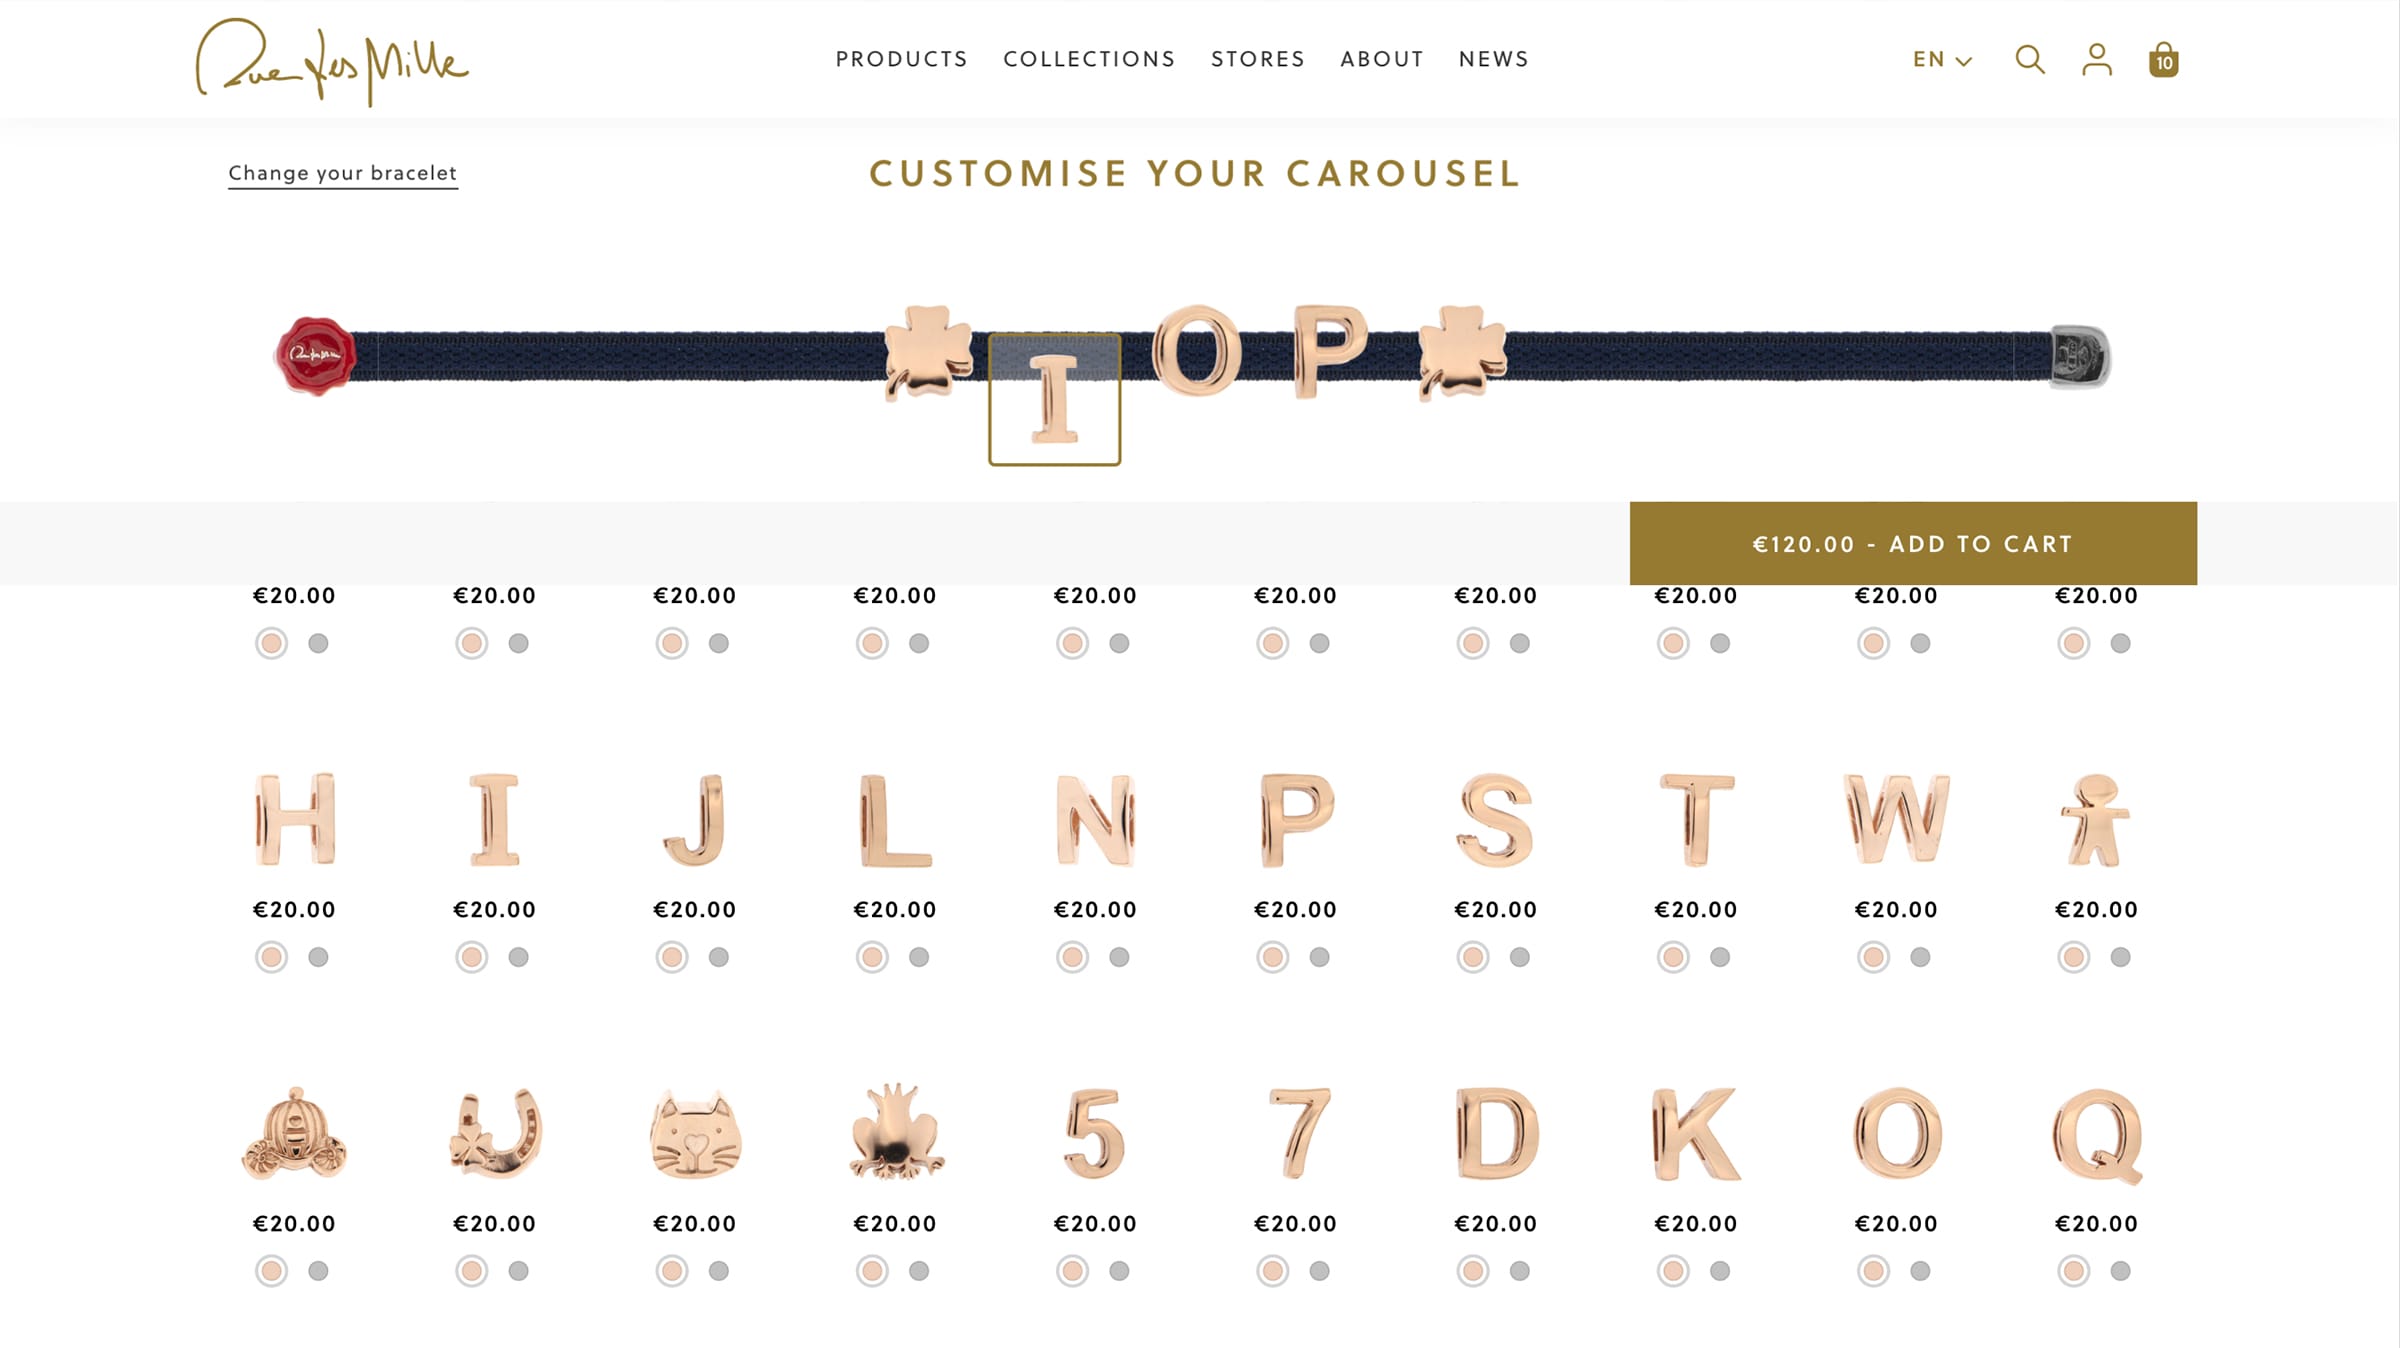 Rue des Mille
PRODUCTS COLLECTIONS STORES ABOUT NEWS
EN
10
Change your bracelet
CUSTOMISE YOUR CAROUSEL
I O P
€120.00 - ADD TO CART
€20.00 €20.00 €20.00 €20.00 €20.00 €20.00 €20.00 €20.00 €20.00 €20.00
H I J L N P S T W
€20.00 €20.00 €20.00 €20.00 €20.00 €20.00 €20.00 €20.00 €20.00 €20.00
5 7 D K O Q
€20.00 €20.00 €20.00 €20.00 €20.00 €20.00 €20.00 €20.00 €20.00 €20.00